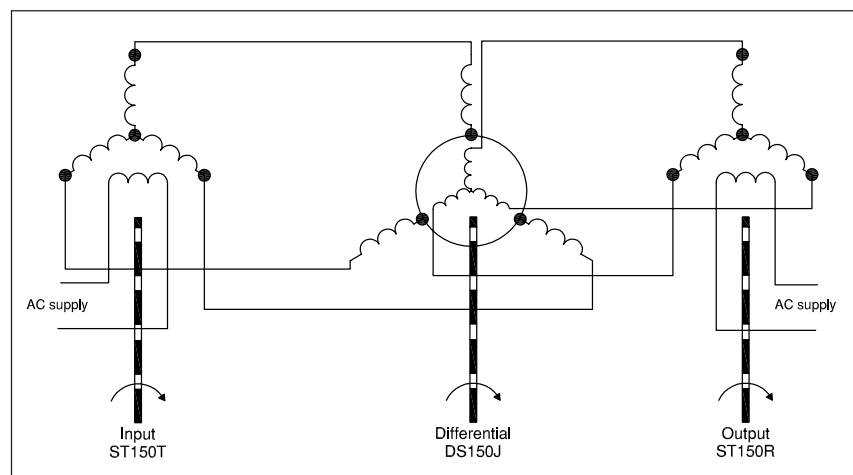 AC supply
AC supply
Input
ST150T
Differential
DS150J
Output
ST150R